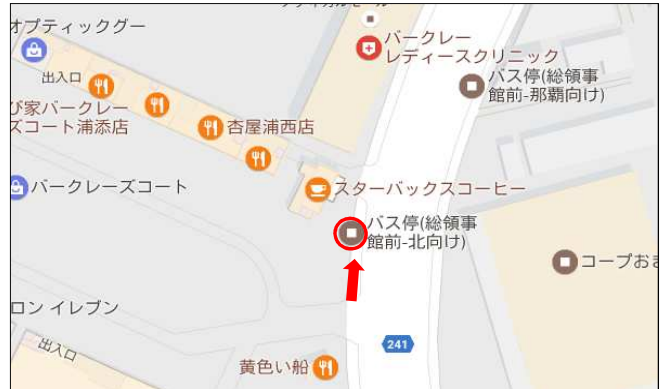 オプティックグー
バークレー
レディースクリニック
出入口
バス停(総領事
館前-那覇向け)
び家バークレー
ズコート浦添店
杏屋浦西店
バークレーズコート
スターバックスコーヒー
バス停(総領事
館前-北向け)
コープおま
ロン イレブン
241
出入口
黄色い船